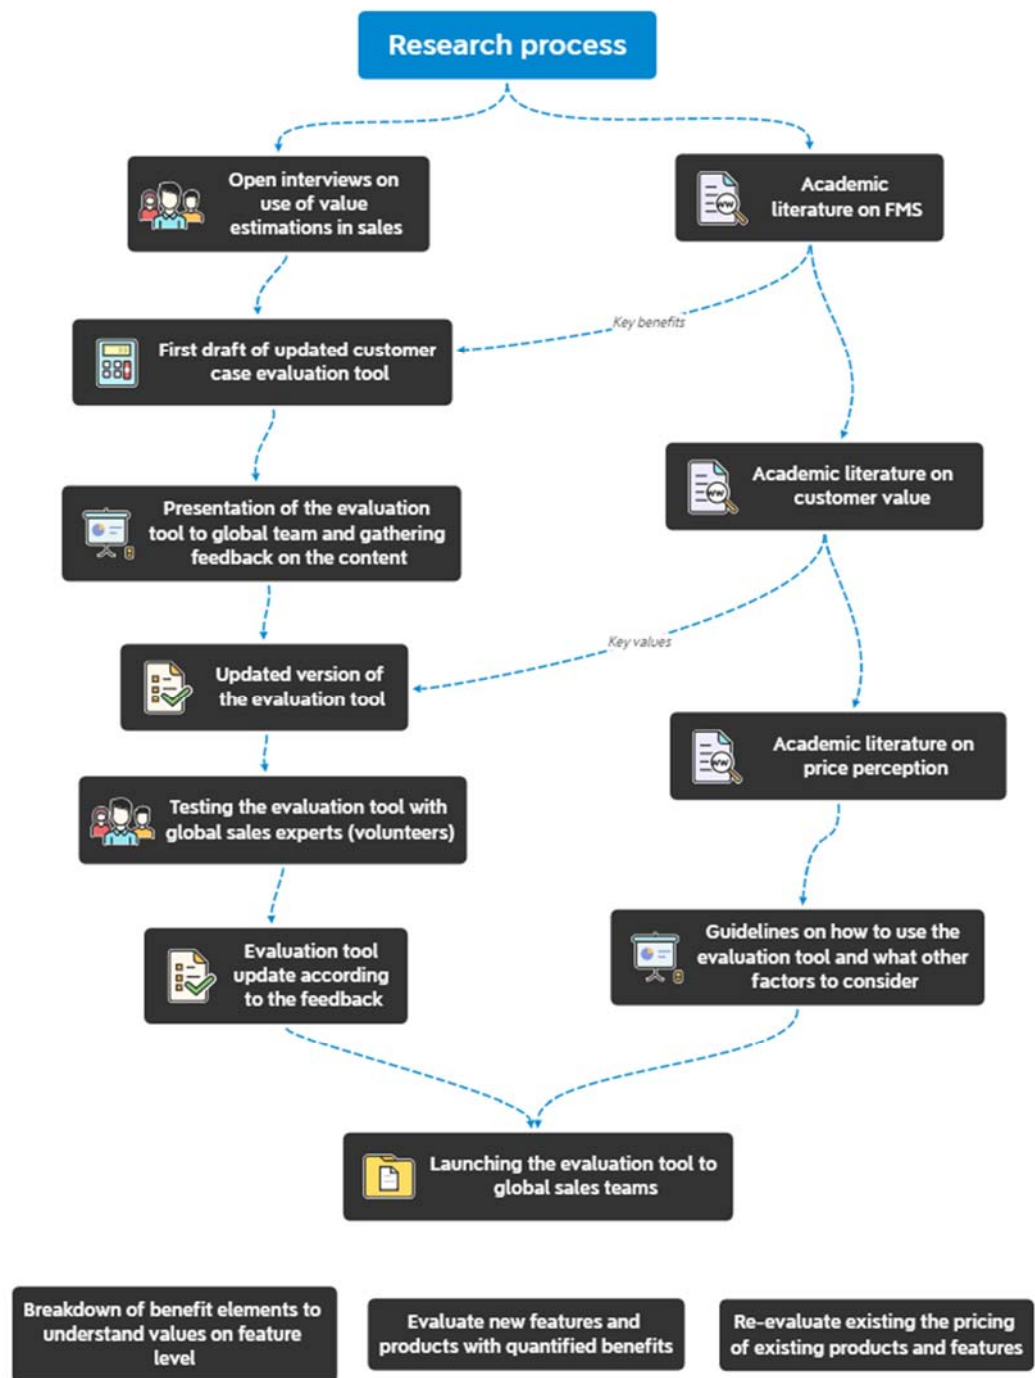 Research process
Open interviews on
use of value
estimations in sales
Academic
literature on FMS
Key benefits
First draft of updated customer
case evaluation tool
Academic literature on
customer value
Presentation of the evaluation
tool to global team and gathering
feedback on the content
Key values
Updated version of
the evaluation tool
Academic literature on
price perception
Testing the evaluation tool with
global sales experts (volunteers)
Guidelines on how to use the
evaluation tool and what other
factors to consider
Evaluation tool
update according
to the feedback
Launching the evaluation tool to
global sales teams
Breakdown of benefit elements to
understand values on feature
level
Evaluate new features and
products with quantified benefits
Re-evaluate existing the pricing
of existing products and features